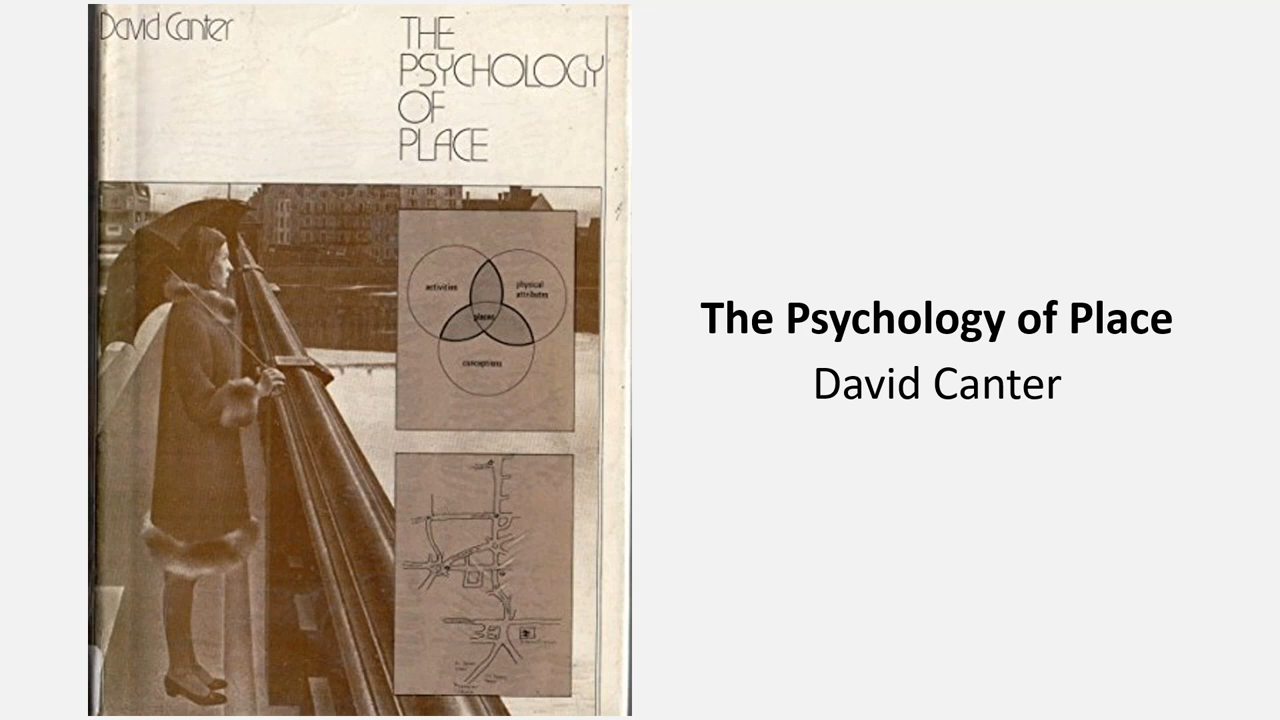 David Canter
THE
PSYCHOLOGY
OF
PLACE
activities
physical
attributes
places
conceptions
The Psychology of Place
David Canter